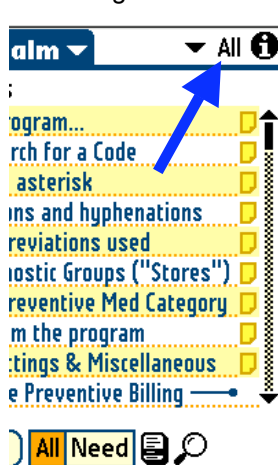 alm All
s
rogram...
rch for a Code
asterisk
ns and hyphenations
reviations used
nostic Groups ("Stores")
reventive Med Category
m the program
ttings & Miscellaneous
e Preventive Billing
All Need